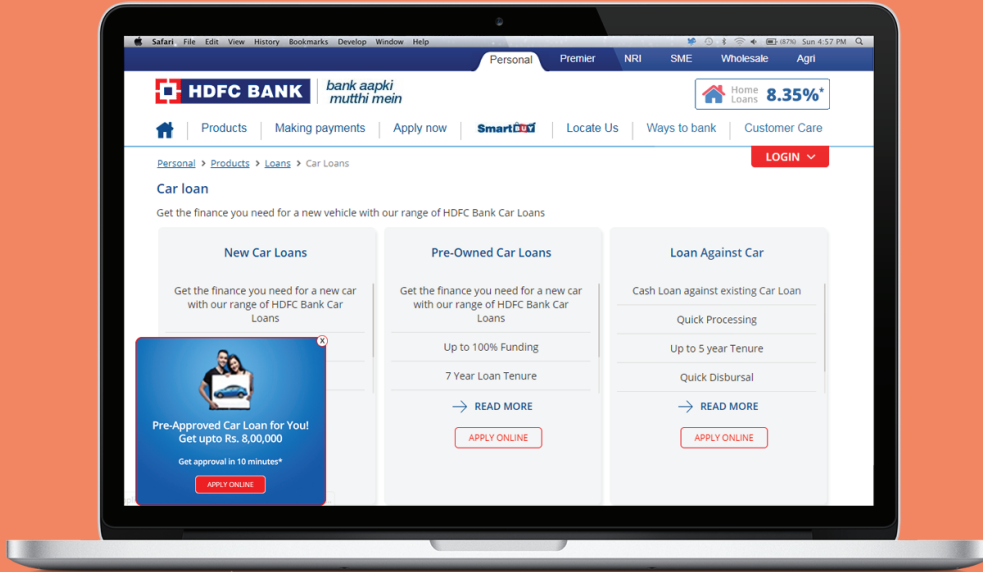 Safari File Edit View History Bookmarks Develop Window Help (87%) Sun 4:57 PM
Personal Premier NRI SME Wholesale Agri
HDFC BANK
bank aapki
mutthi mein
Home
Loans 8.35%*
Products Making payments Apply now SmartBUY Locate Us Ways to bank Customer Care
Personal > Products > Loans > Car Loans
LOGIN
Car loan
Get the finance you need for a new vehicle with our range of HDFC Bank Car Loans
New Car Loans
Get the finance you need for a new car
with our range of HDFC Bank Car
Loans
Pre-Owned Car Loans
Get the finance you need for a new car
with our range of HDFC Bank Car
Loans
Up to 100% Funding
7 Year Loan Tenure
READ MORE
APPLY ONLINE
Loan Against Car
Cash Loan against existing Car Loan
Quick Processing
Up to 5 year Tenure
Quick Disbursal
READ MORE
APPLY ONLINE
X
Pre-Approved Car Loan for You!
Get upto Rs. 8,00,000
Get approval in 10 minutes*
APPLY ONLINE